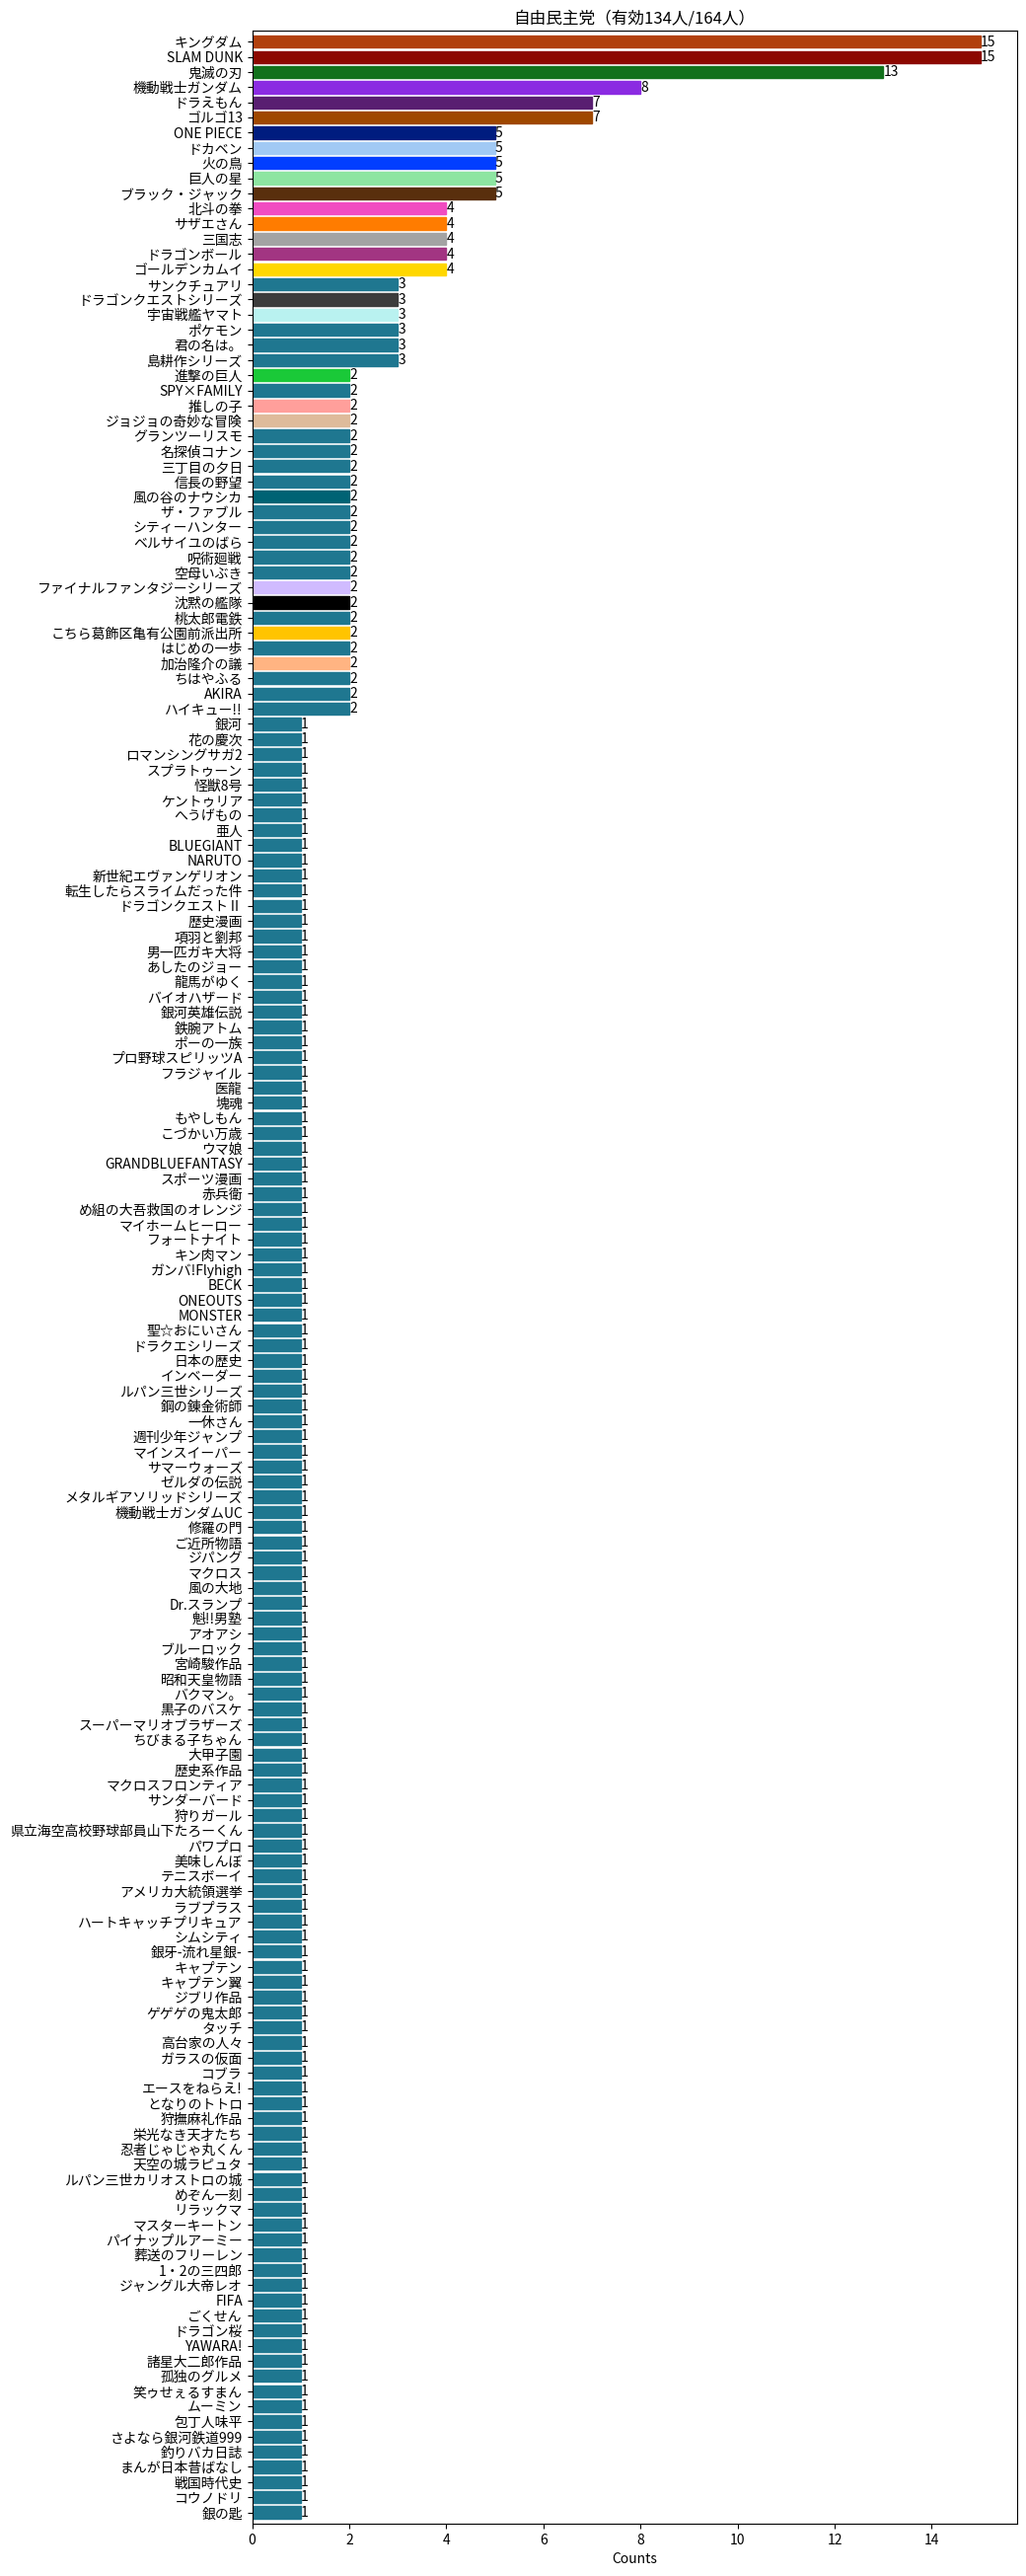 自由民主党（有効134人/164人）
キングダム 15
SLAM DUNK 15
鬼滅の刃 13
機動戦士ガンダム 8
ドラえもん 7
ゴルゴ13 7
ONE PIECE 5
ドカベン 5
火の鳥 5
巨人の星 5
ブラック・ジャック 5
北斗の拳 4
サザエさん 4
三国志 4
ドラゴンボール 4
ゴールデンカムイ 4
サンクチュアリ 3
ドラゴンクエストシリーズ 3
宇宙戦艦ヤマト 3
ポケモン 3
君の名は。 3
島耕作シリーズ 3
進撃の巨人 2
SPY×FAMILY 2
推しの子 2
ジョジョの奇妙な冒険 2
グランツーリスモ 2
名探偵コナン 2
三丁目の夕日 2
信長の野望 2
風の谷のナウシカ 2
ザ・ファブル 2
シティーハンター 2
ベルサイユのばら 2
呪術廻戦 2
空母いぶき 2
ファイナルファンタジーシリーズ 2
沈黙の艦隊 2
桃太郎電鉄 2
こちら葛飾区亀有公園前派出所 2
はじめの一歩 2
加治隆介の議 2
ちはやふる 2
AKIRA 2
ハイキュー!! 2
銀河 1
花の慶次 1
ロマンシングサガ2 1
スプラトゥーン 1
怪獣8号 1
ケントゥリア 1
へうげもの 1
亜人 1
BLUEGIANT 1
NARUTO 1
新世紀エヴァンゲリオン 1
転生したらスライムだった件 1
ドラゴンクエストⅡ 1
歴史漫画 1
項羽と劉邦 1
男一匹ガキ大将 1
あしたのジョー 1
龍馬がゆく 1
バイオハザード 1
銀河英雄伝説 1
鉄腕アトム 1
ポーの一族 1
プロ野球スピリッツA 1
フラジャイル 1
医龍 1
塊魂 1
もやしもん 1
こづかい万歳 1
ウマ娘 1
GRANDBLUEFANTASY 1
スポーツ漫画 1
赤兵衛 1
め組の大吾救国のオレンジ 1
マイホームヒーロー 1
フォートナイト 1
キン肉マン 1
ガンバ!Flyhigh 1
BECK 1
ONEOUTS 1
MONSTER 1
聖☆おにいさん 1
ドラクエシリーズ 1
日本の歴史 1
インベーダー 1
ルパン三世シリーズ 1
鋼の錬金術師 1
一休さん 1
週刊少年ジャンプ 1
マインスイーパー 1
サマーウォーズ 1
ゼルダの伝説 1
メタルギアソリッドシリーズ 1
機動戦士ガンダムUC 1
修羅の門 1
ご近所物語 1
ジパング 1
マクロス 1
風の大地 1
Dr.スランプ 1
魁!!男塾 1
アオアシ 1
ブルーロック 1
宮崎駿作品 1
昭和天皇物語 1
バクマン。 1
黒子のバスケ 1
スーパーマリオブラザーズ 1
ちびまる子ちゃん 1
大甲子園 1
歴史系作品 1
マクロスフロンティア 1
サンダーバード 1
狩りガール 1
県立海空高校野球部員山下たろーくん 1
パワプロ 1
美味しんぼ 1
テニスボーイ 1
アメリカ大統領選挙 1
ラブプラス 1
ハートキャッチプリキュア 1
シムシティ 1
銀牙-流れ星銀- 1
キャプテン 1
キャプテン翼 1
ジブリ作品 1
ゲゲゲの鬼太郎 1
タッチ 1
高台家の人々 1
ガラスの仮面 1
コブラ 1
エースをねらえ! 1
となりのトトロ 1
狩撫麻礼作品 1
栄光なき天才たち 1
忍者じゃじゃ丸くん 1
天空の城ラピュタ 1
ルパン三世カリオストロの城 1
めぞん一刻 1
リラックマ 1
マスターキートン 1
パイナップルアーミー 1
葬送のフリーレン 1
1・2の三四郎 1
ジャングル大帝レオ 1
FIFA 1
ごくせん 1
ドラゴン桜 1
YAWARA! 1
諸星大二郎作品 1
孤独のグルメ 1
笑ゥせぇるすまん 1
ムーミン 1
包丁人味平 1
さよなら銀河鉄道999 1
釣りバカ日誌 1
まんが日本昔ばなし 1
戦国時代史 1
コウノドリ 1
銀の匙 1
0 2 4 6 8 10 12 14
Counts